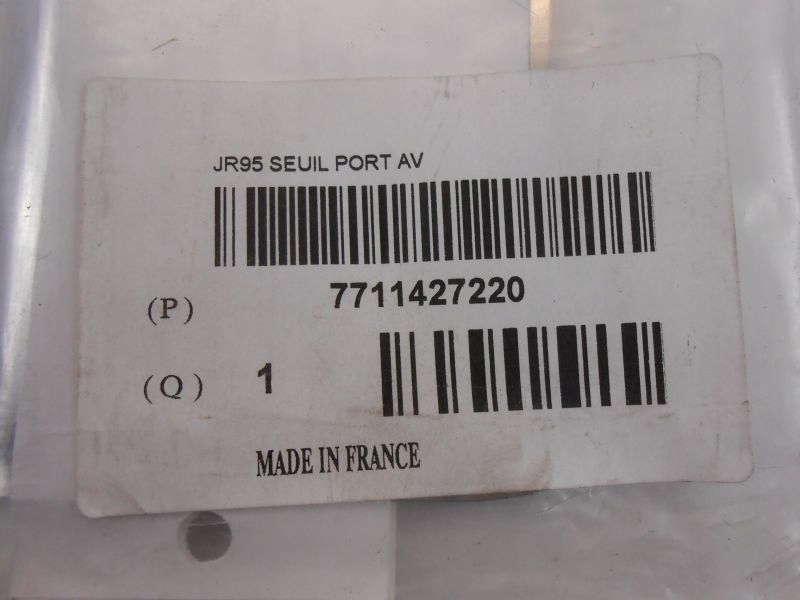 JR95 SEUIL PORT AV
(P) 7711427220
(Q) 1
MADE IN FRANCE